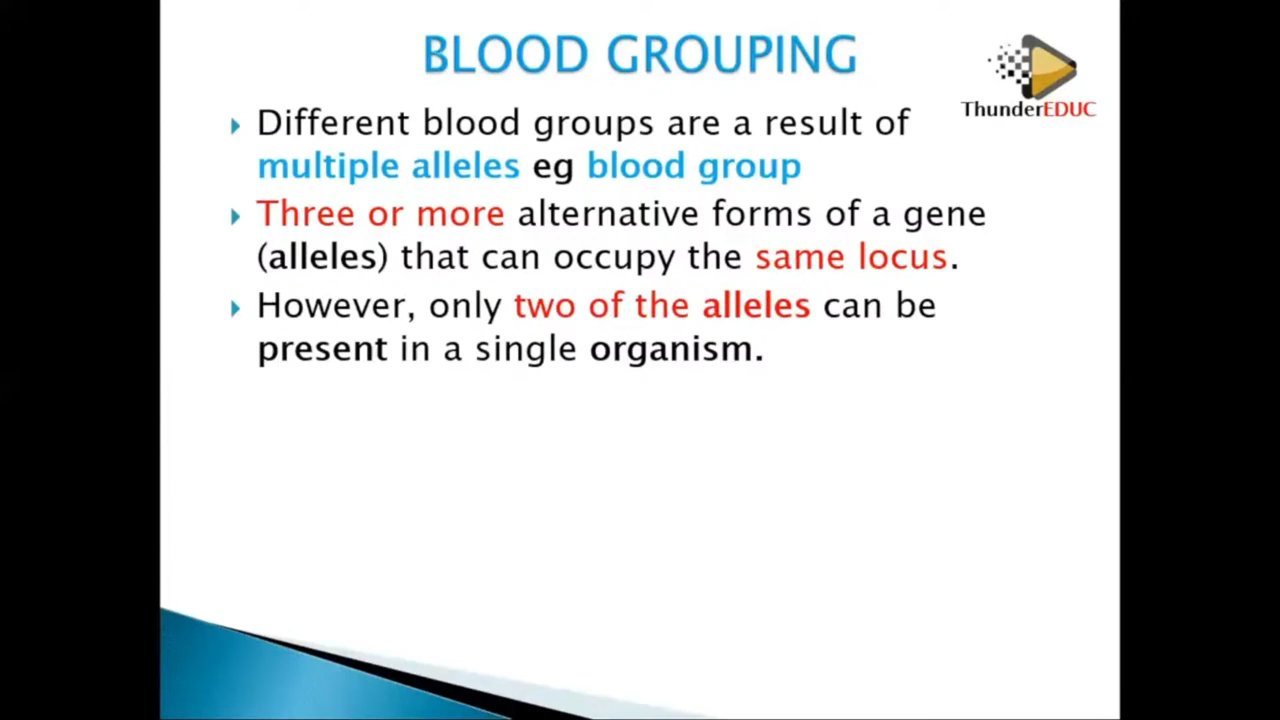 BLOOD GROUPING
ThunderEDUC
Different blood groups are a result of
multiple alleles eg blood group
Three or more alternative forms of a gene
(alleles) that can occupy the same locus.
However, only two of the alleles can be
present in a single organism.